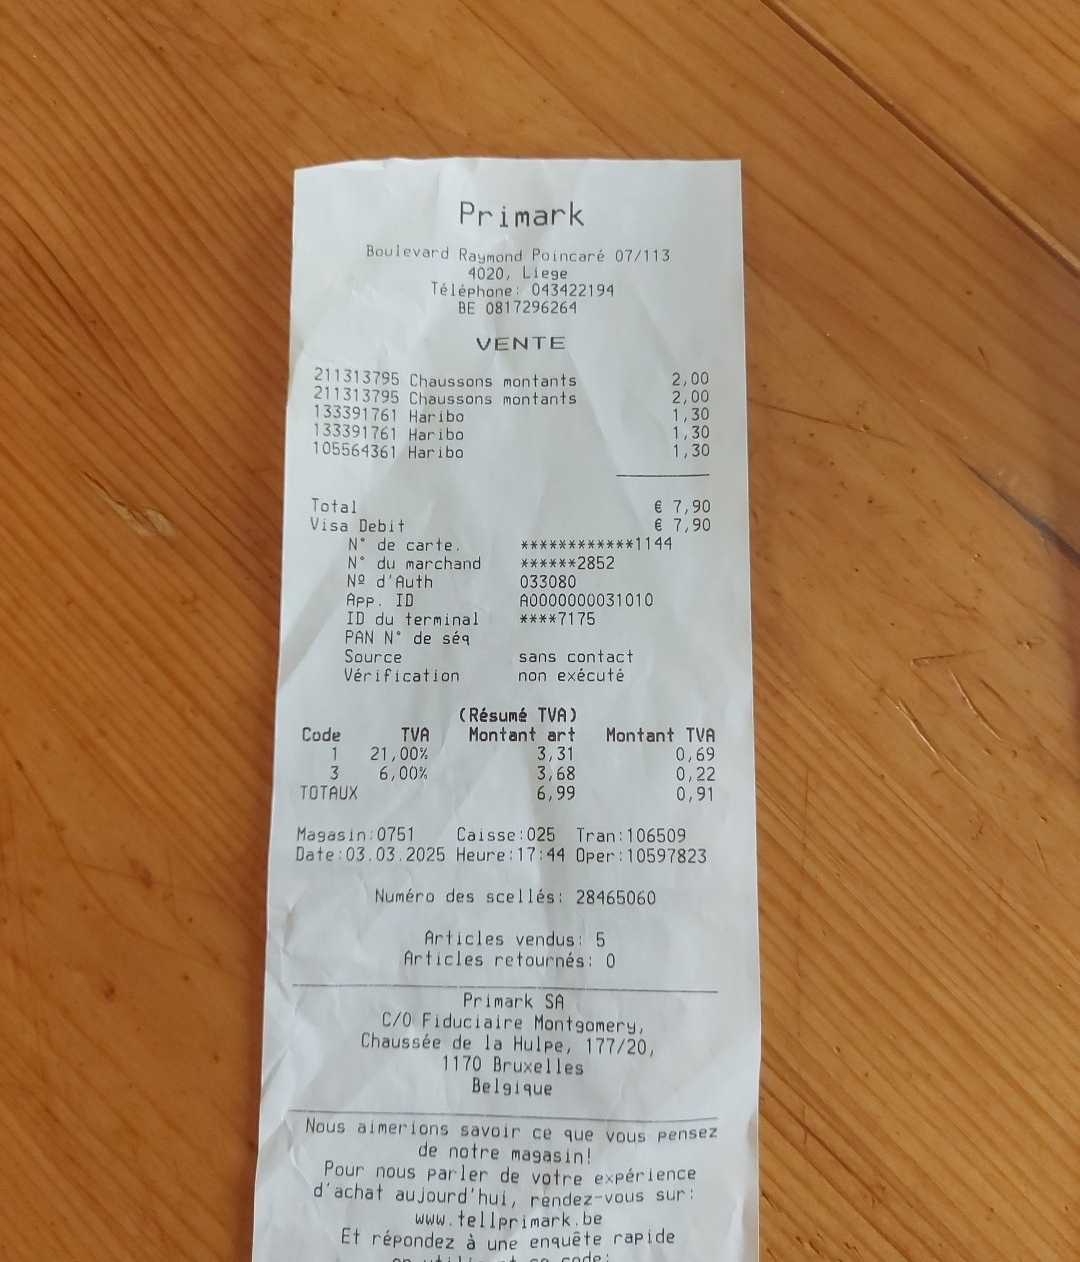 Primark
Boulevard Raymond Poincaré 07/113
4020, Liege
Téléphone: 043422194
BE 0817296264
VENTE
211313795 Chaussons montants 2,00
211313795 Chaussons montants 2,00
133391761 Haribo 1,30
133391761 Haribo 1,30
105564361 Haribo 1,30
Total € 7,90
Visa Debit € 7,90
N° de carte. ************1144
N° du marchand ******2852
Nº d'Auth 033080
App. ID A0000000031010
ID du terminal ****7175
PAN N° de séq
Source sans contact
Vérification non exécuté
(Résumé TVA)
Code TVA Montant art Montant TVA
1 21,00% 3,31 0,69
3 6,00% 3,68 0,22
TOTAUX 6,99 0,91
Magasin:0751 Caisse:025 Tran:106509
Date:03.03.2025 Heure:17:44 Oper:10597823
Numéro des scellés: 28465060
Articles vendus: 5
Articles retournés: 0
Primark SA
C/O Fiduciaire Montgomery,
Chaussée de la Hulpe, 177/20,
1170 Bruxelles
Belgique
Nous aimerions savoir ce que vous pensez
de notre magasin!
Pour nous parler de votre expérience
d'achat aujourd'hui, rendez-vous sur:
www.tellprimark.be
Et répondez à une enquête rapide
code: